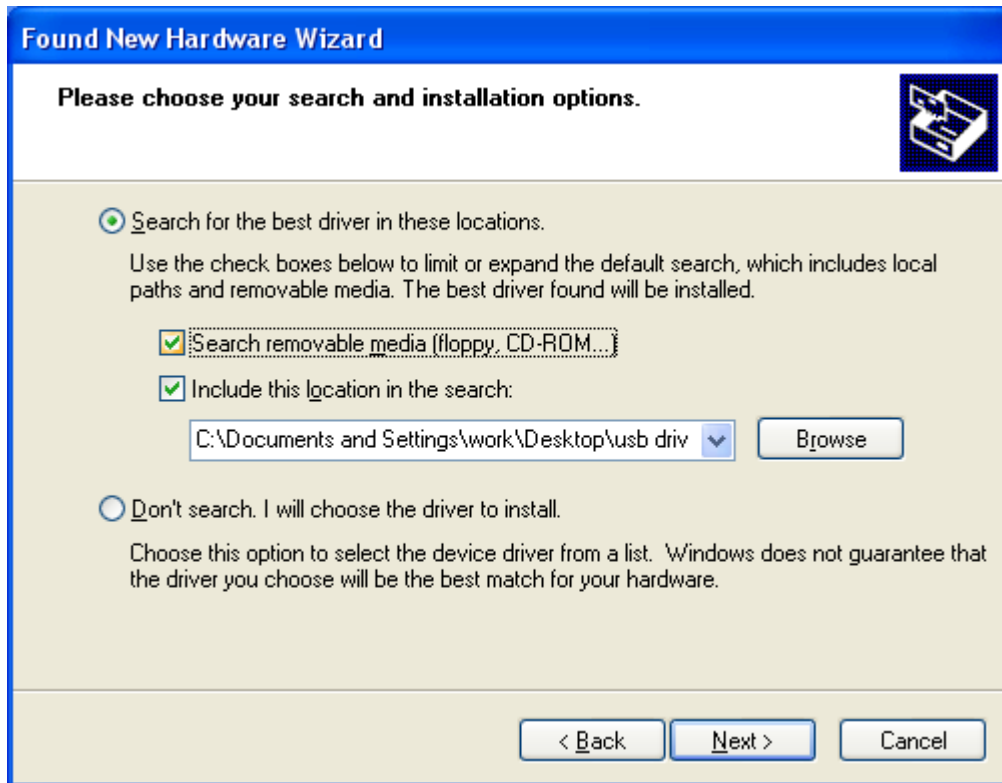 Found New Hardware Wizard
Please choose your search and installation options.
Search for the best driver in these locations.
Use the check boxes below to limit or expand the default search, which includes local
paths and removable media. The best driver found will be installed.
Search removable media (floppy, CD-ROM...)
Include this location in the search:
C:\Documents and Settings\work\Desktop\usb driv
Browse
Don't search. I will choose the driver to install.
Choose this option to select the device driver from a list. Windows does not guarantee that
the driver you choose will be the best match for your hardware.
< Back
Next >
Cancel